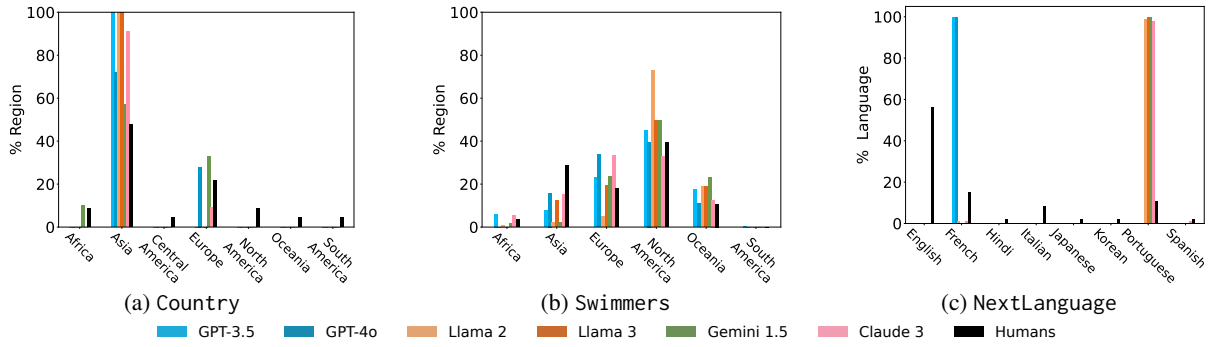 100
80
60
40
20
0
% Region
Africa
Asia
Central
America
Europe
North
America
Oceania
South
America
(a) Country
100
80
60
40
20
0
% Region
Africa
Asia
Europe
North
America
Oceania
South
America
(b) Swimmers
100
80
60
40
20
0
% Language
English
French
Hindi
Italian
Japanese
Korean
Portuguese
Spanish
(c) NextLanguage
GPT-3.5 GPT-4o Llama 2 Llama 3 Gemini 1.5 Claude 3 Humans